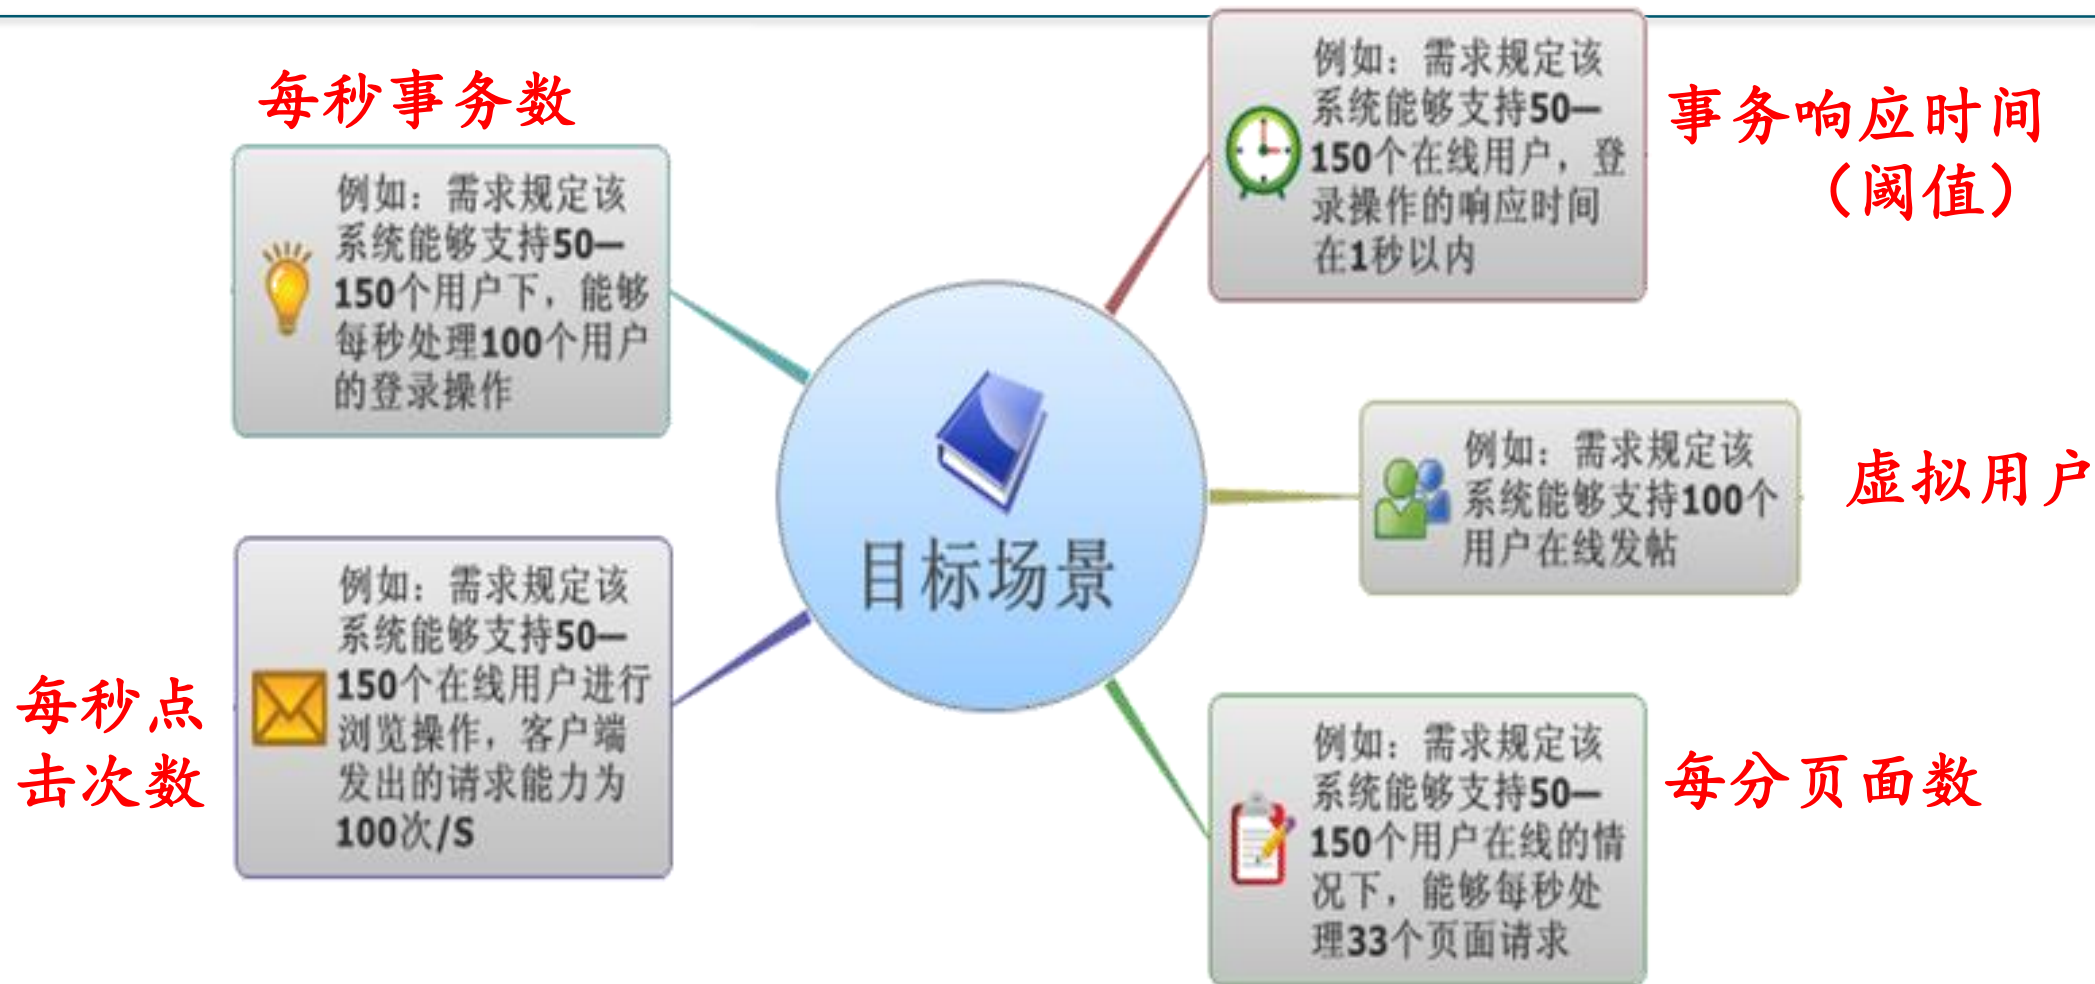 每秒事务数
例如：需求规定该
系统能够支持50—
150个用户下，能够
每秒处理100个用户
的登录操作
例如：需求规定该
系统能够支持50—
150个在线用户，登
录操作的响应时间
在1秒以内
事务响应时间
（阈值）
目标场景
例如：需求规定该
系统能够支持100个
用户在线发帖
虚拟用户
每秒点
击次数
例如：需求规定该
系统能够支持50—
150个在线用户进行
浏览操作，客户端
发出的请求能力为
100次/S
例如：需求规定该
系统能够支持50—
150个用户在线的情
况下，能够每秒处
理33个页面请求
每分页面数